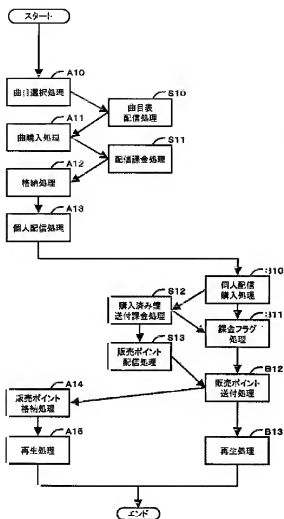 スタート
A10
曲目選択処理
S10
曲目表
配信処理
A11
曲購入処理
S11
配信課金処理
A12
格納処理
A13
個人配信処理
B10
個人配信
購入処理
S12
購入済み鍵
送付課金処理
B11
課金フラグ
処理
S13
販売ポイント
配信処理
B12
販売ポイント
送付処理
A14
販売ポイント
格納処理
A15
再生処理
B13
再生処理
エンド